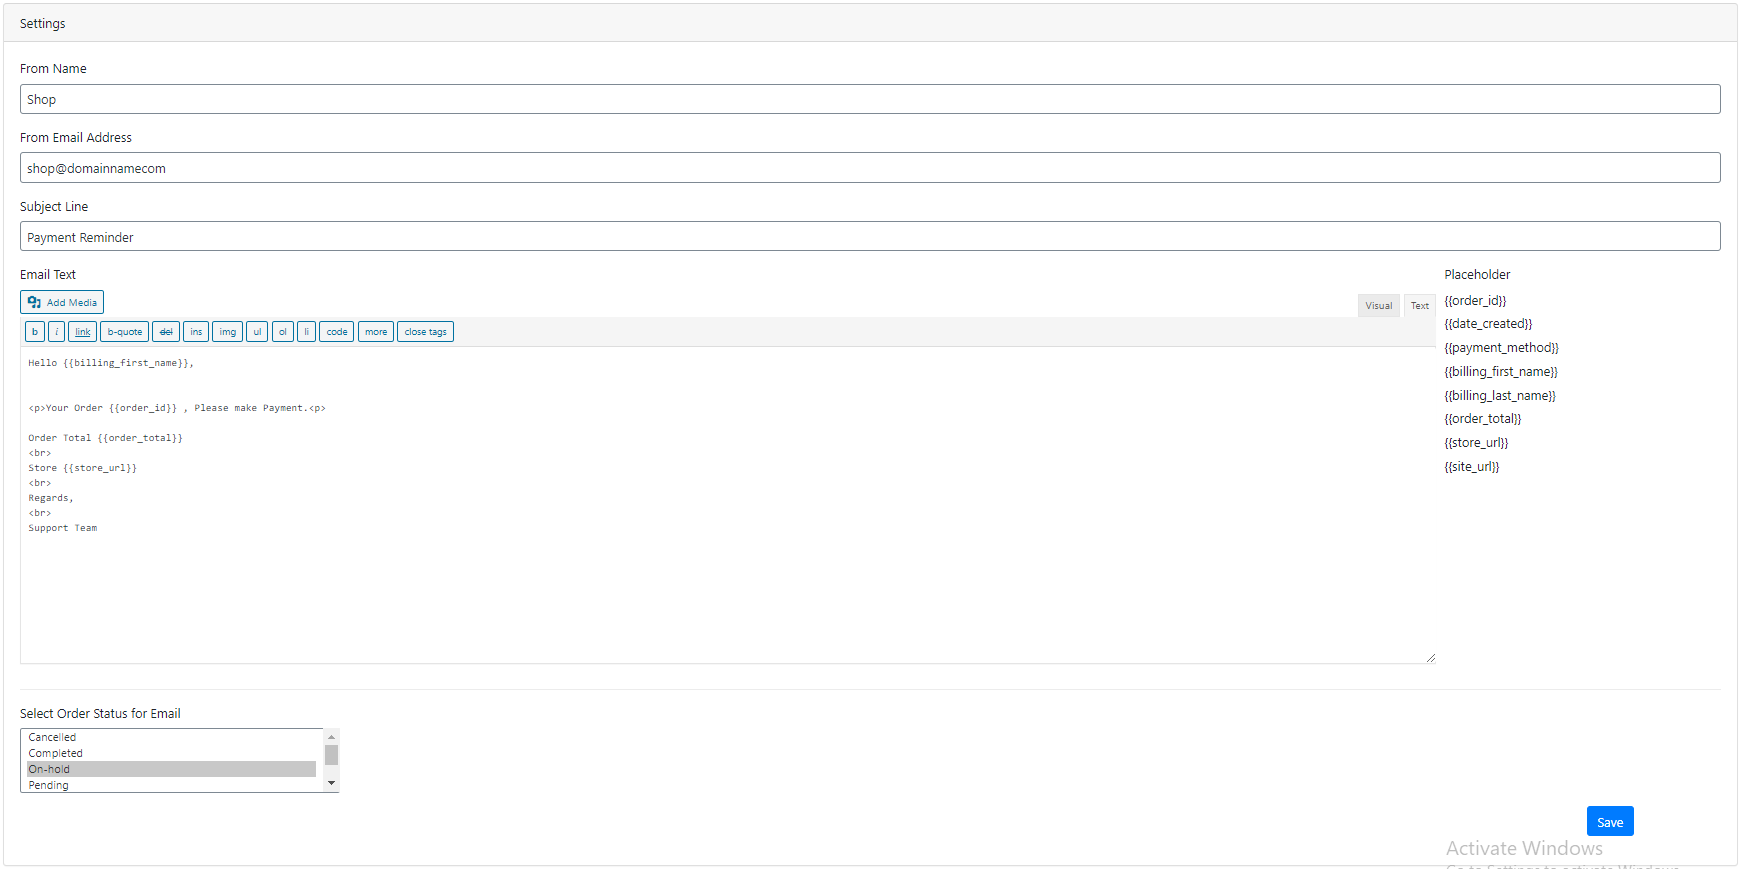 Settings
From Name
Shop
From Email Address
shop@domainnamecom
Subject Line
Payment Reminder
Email Text
Placeholder
Add Media
Visual Text
b i link b-quote del ins img ul ol li code more close tags
Hello {{billing_first_name}},
<p>Your Order {{order_id}} , Please make Payment.<p>
Order Total {{order_total}}
<br>
Store {{store_url}}
<br>
Regards,
<br>
Support Team
{{order_id}}
{{date_created}}
{{payment_method}}
{{billing_first_name}}
{{billing_last_name}}
{{order_total}}
{{store_url}}
{{site_url}}
Select Order Status for Email
Cancelled
Completed
On-hold
Pending
Save
Activate Windows